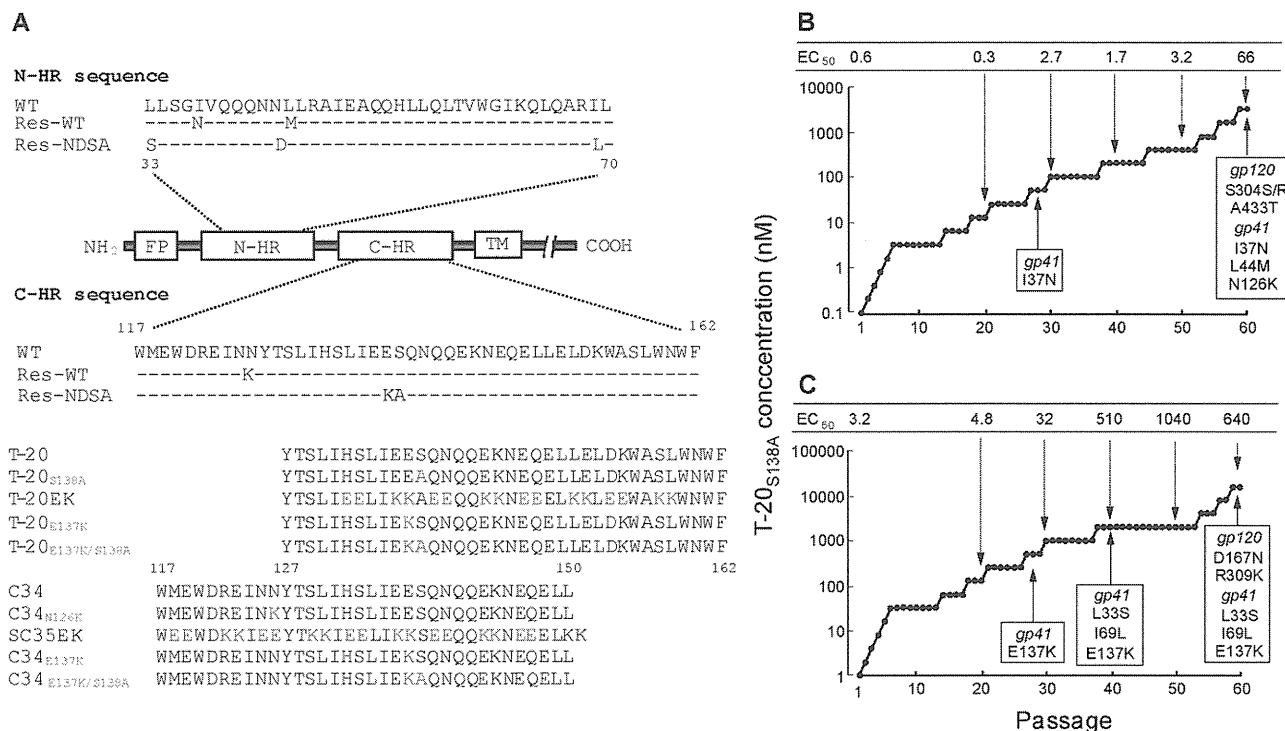 A
N-HR sequence
WT LLSGIVQQQNNLLRAIEAQQHLLQLTVWGIKQLQARIL
Res-WT ----N-------M--------------------------
Res-NDSA S----------D-------------------------L-
33 70
NH2 FP N-HR C-HR TM COOH
C-HR sequence
117 162
WT WMEWDREINNYTSLIHSLIEESQNQQEKNEQELLELDKWASLWNWF
Res-WT ---------K------------------------------------
Res-NDSA --------------------KA------------------------
T-20 YTSLIHSLIEESQNQQEKNEQELLELDKWASLWNWF
T-20S138A YTSLIHSLIEEAQNQQEKNEQELLELDKWASLWNWF
T-20EK YTSLIEELIKKAEEQQKKNEEELKKLEEWAKKWNWF
T-20E137K YTSLIHSLIEKSQNQQEKNEQELLELDKWASLWNWF
T-20E137K/S138A YTSLIHSLIEKAQNQQEKNEQELLELDKWASLWNWF
117 127 150 162
C34 WMEWDREINNYTSLIHSLIEESQNQQEKNEQELL
C34N126K WMEWDREINKYTSLIHSLIEESQNQQEKNEQELL
SC35EK WEEWDKKIEEYTKKIEELIKKSEEQQKKNEEELKK
C34E137K WMEWDREINNYTSLIHSLIEKSQNQQEKNEQELL
C34E137K/S138A WMEWDREINNYTSLIHSLIEKAQNQQEKNEQELL
T-20S138A conccentration (nM)
B
EC50 0.6 0.3 2.7 1.7 3.2 66
10000
1000
100
10
1
0.1
gp41
I37N
gp120
S304S/R
A433T
gp41
I37N
L44M
N126K
1 10 20 30 40 50 60
C
EC50 3.2 4.8 32 510 1040 640
100000
10000
1000
100
10
1
gp41
E137K
gp41
L33S
I69L
E137K
gp120
D167N
R309K
gp41
L33S
I69L
E137K
1 10 20 30 40 50 60
Passage